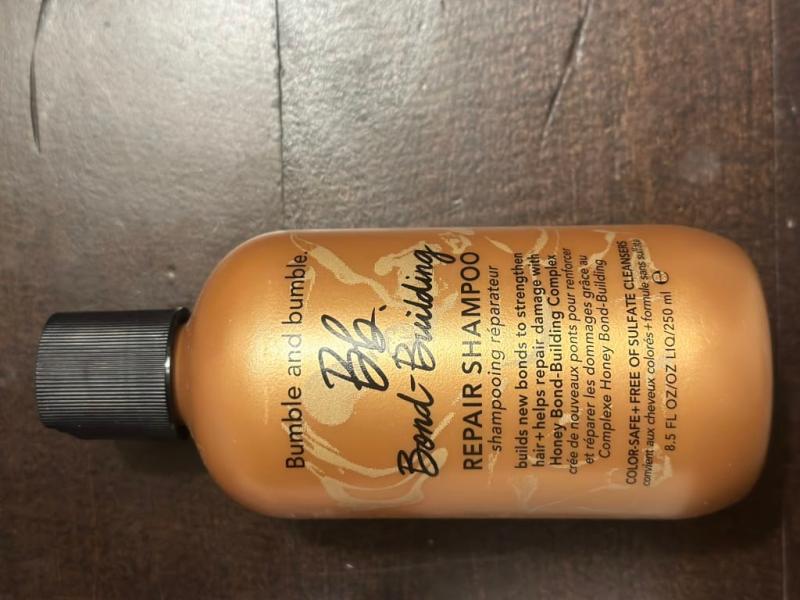 Bumble and bumble.
Bb.
Bond-Building
REPAIR SHAMPOO
shampooing réparateur
builds new bonds to strengthen
hair+helps repair damage with
Honey Bond-Building Complex
crée de nouveaux ponts pour renforcer
et réparer les dommages grâce au
Complexe Honey Bond-Building
COLOR-SAFE+FREE OF SULFATE CLEANSERS
convient aux cheveux colorés+formule sans sulfate
8.5 FL OZ/OZ LIQ/250 ml ℮